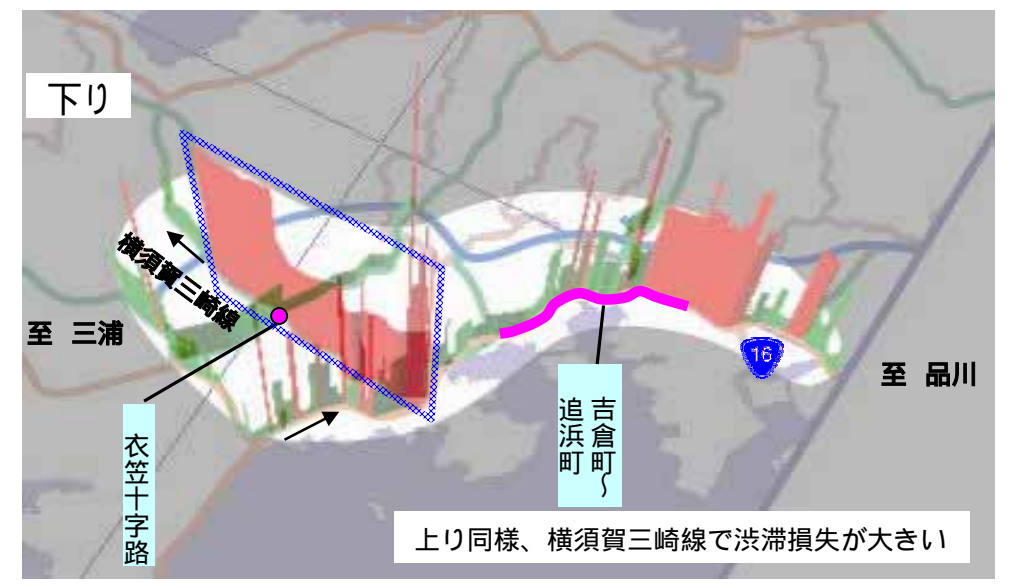 下り
横須賀三崎線
至 三浦
16
至 品川
吉倉町～
追浜町
衣笠十字路
上り同様、横須賀三崎線で渋滞損失が大きい